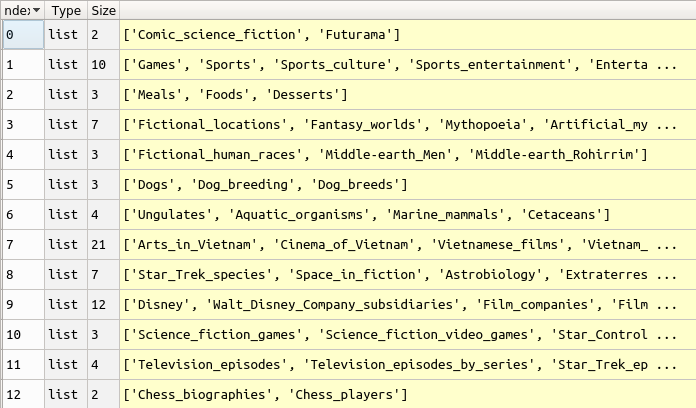 ndex Type Size
0 list 2 ['Comic_science_fiction', 'Futurama']
1 list 10 ['Games', 'Sports', 'Sports_culture', 'Sports_entertainment', 'Enterta ...
2 list 3 ['Meals', 'Foods', 'Desserts']
3 list 7 ['Fictional_locations', 'Fantasy_worlds', 'Mythopoeia', 'Artificial_my ...
4 list 3 ['Fictional_human_races', 'Middle-earth_Men', 'Middle-earth_Rohirrim']
5 list 3 ['Dogs', 'Dog_breeding', 'Dog_breeds']
6 list 4 ['Ungulates', 'Aquatic_organisms', 'Marine_mammals', 'Cetaceans']
7 list 21 ['Arts_in_Vietnam', 'Cinema_of_Vietnam', 'Vietnamese_films', 'Vietnam_ ...
8 list 7 ['Star_Trek_species', 'Space_in_fiction', 'Astrobiology', 'Extraterres ...
9 list 12 ['Disney', 'Walt_Disney_Company_subsidiaries', 'Film_companies', 'Film ...
10 list 3 ['Science_fiction_games', 'Science_fiction_video_games', 'Star_Control ...
11 list 4 ['Television_episodes', 'Television_episodes_by_series', 'Star_Trek_ep ...
12 list 2 ['Chess_biographies', 'Chess_players']